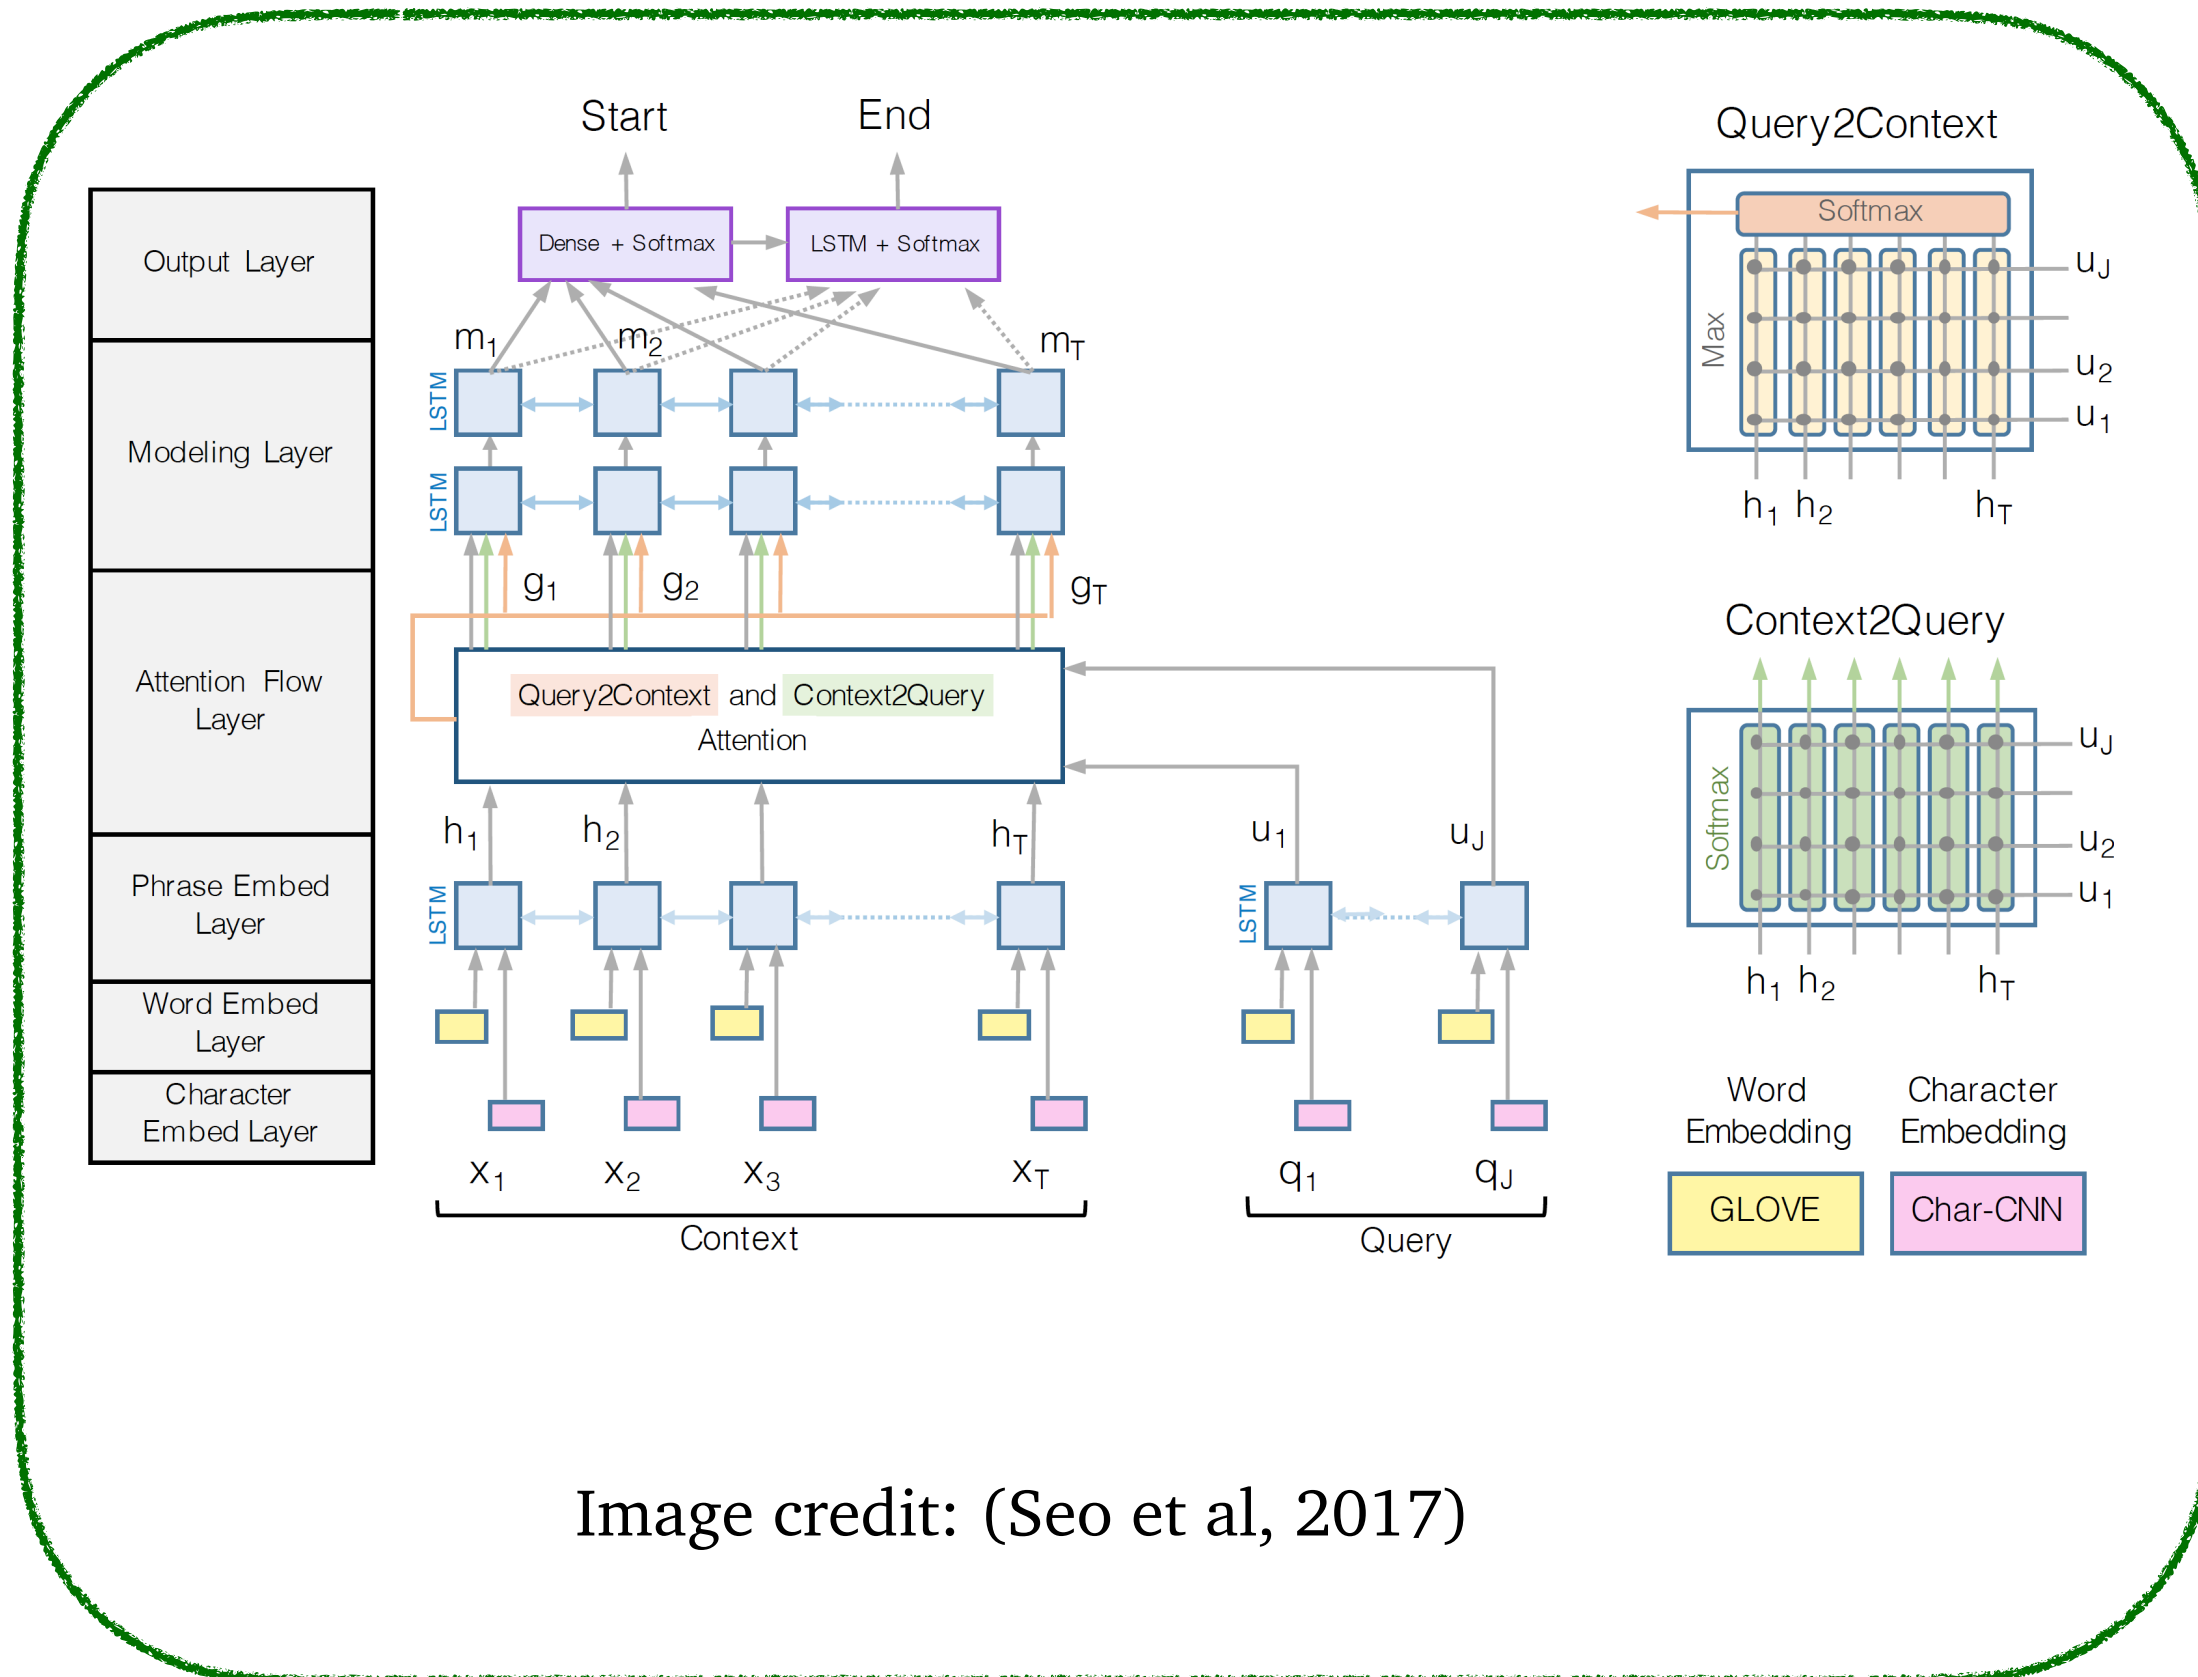 Start
End
Query2Context
Softmax
Output Layer
Dense + Softmax
LSTM + Softmax
Max
uJ
u2
u1
m1
m2
mT
LSTM
Modeling Layer
LSTM
h1
h2
hT
g1
g2
gT
Context2Query
Attention Flow
Layer
Query2Context and Context2Query
Attention
Softmax
uJ
u2
u1
h1
h2
hT
u1
uJ
Phrase Embed
Layer
LSTM
LSTM
h1
h2
hT
Word Embed
Layer
Character
Embed Layer
Word
Embedding
Character
Embedding
GLOVE
Char-CNN
x1
x2
x3
xT
q1
qJ
Context
Query
Image credit: (Seo et al, 2017)